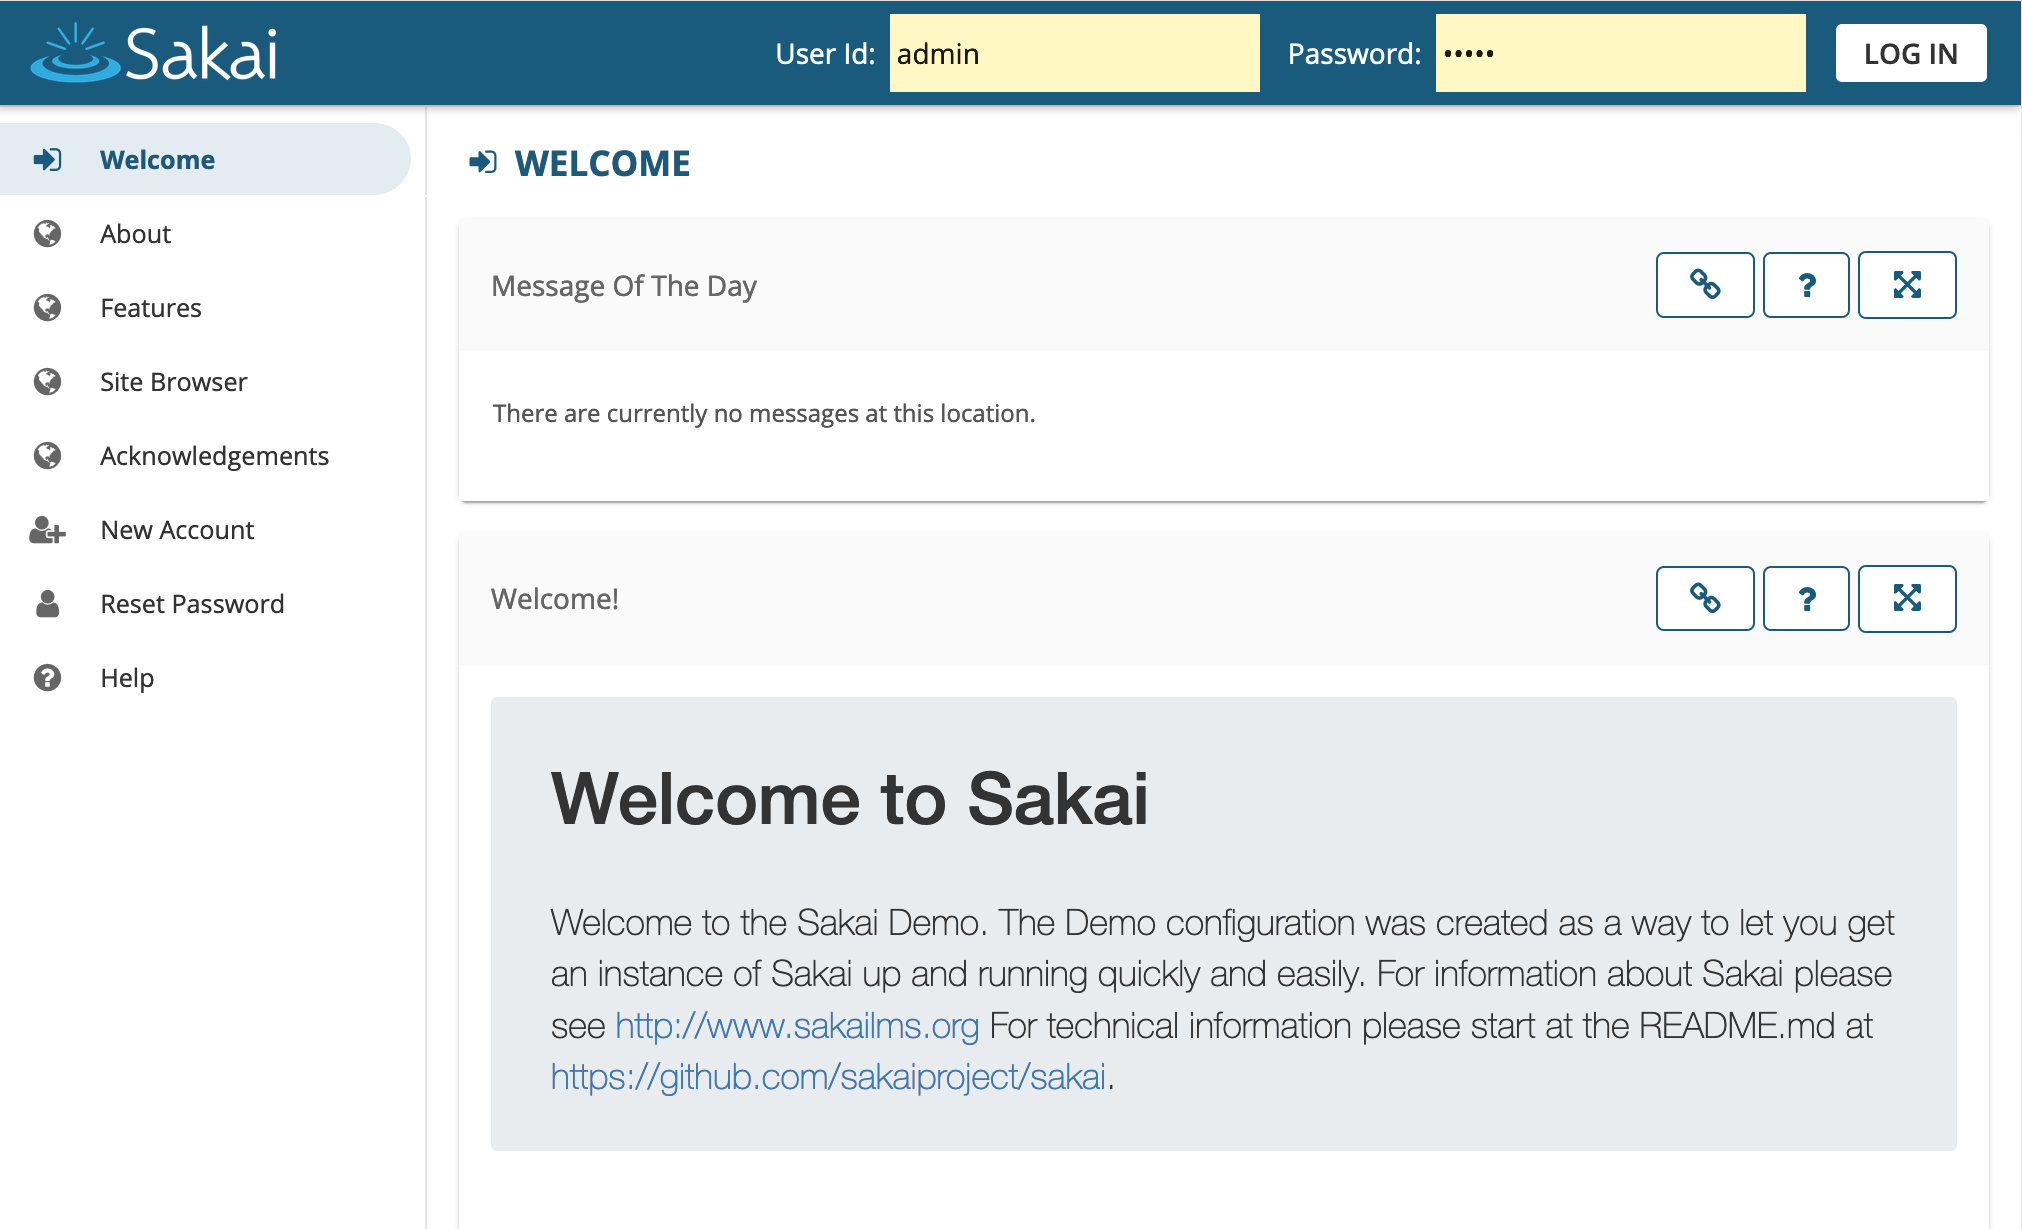 Sakai
User Id: admin Password: ••••• LOG IN
Welcome
About
Features
Site Browser
Acknowledgements
New Account
Reset Password
Help
WELCOME
Message Of The Day
?
There are currently no messages at this location.
Welcome!
?
Welcome to Sakai
Welcome to the Sakai Demo. The Demo configuration was created as a way to let you get
an instance of Sakai up and running quickly and easily. For information about Sakai please
see http://www.sakailms.org For technical information please start at the README.md at
https://github.com/sakaiproject/sakai.